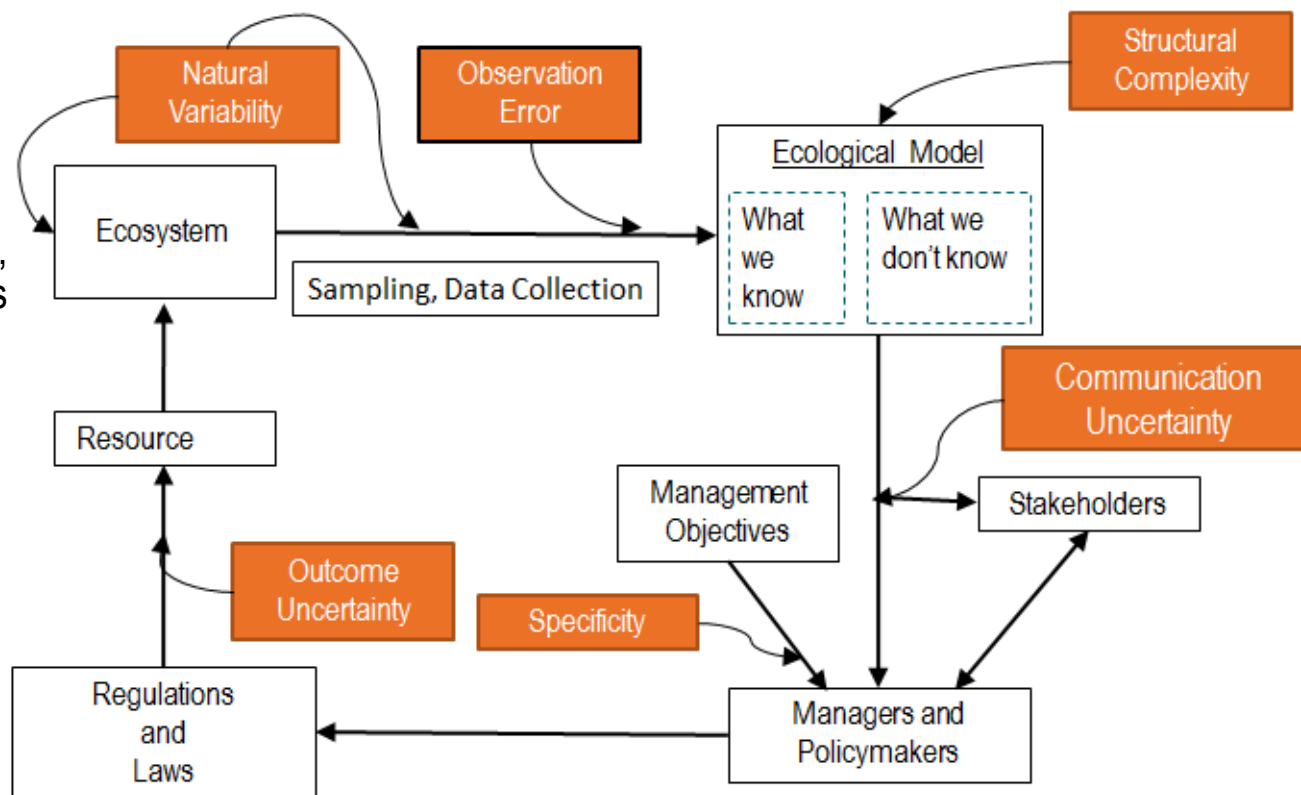 Natural
Variability
Observation
Error
Structural
Complexity
Ecosystem
,
s
Sampling, Data Collection
Ecological Model
What
we
know
What we
don't know
Communication
Uncertainty
Resource
Management
Objectives
Stakeholders
Outcome
Uncertainty
Specificity
Regulations
and
Laws
Managers and
Policymakers